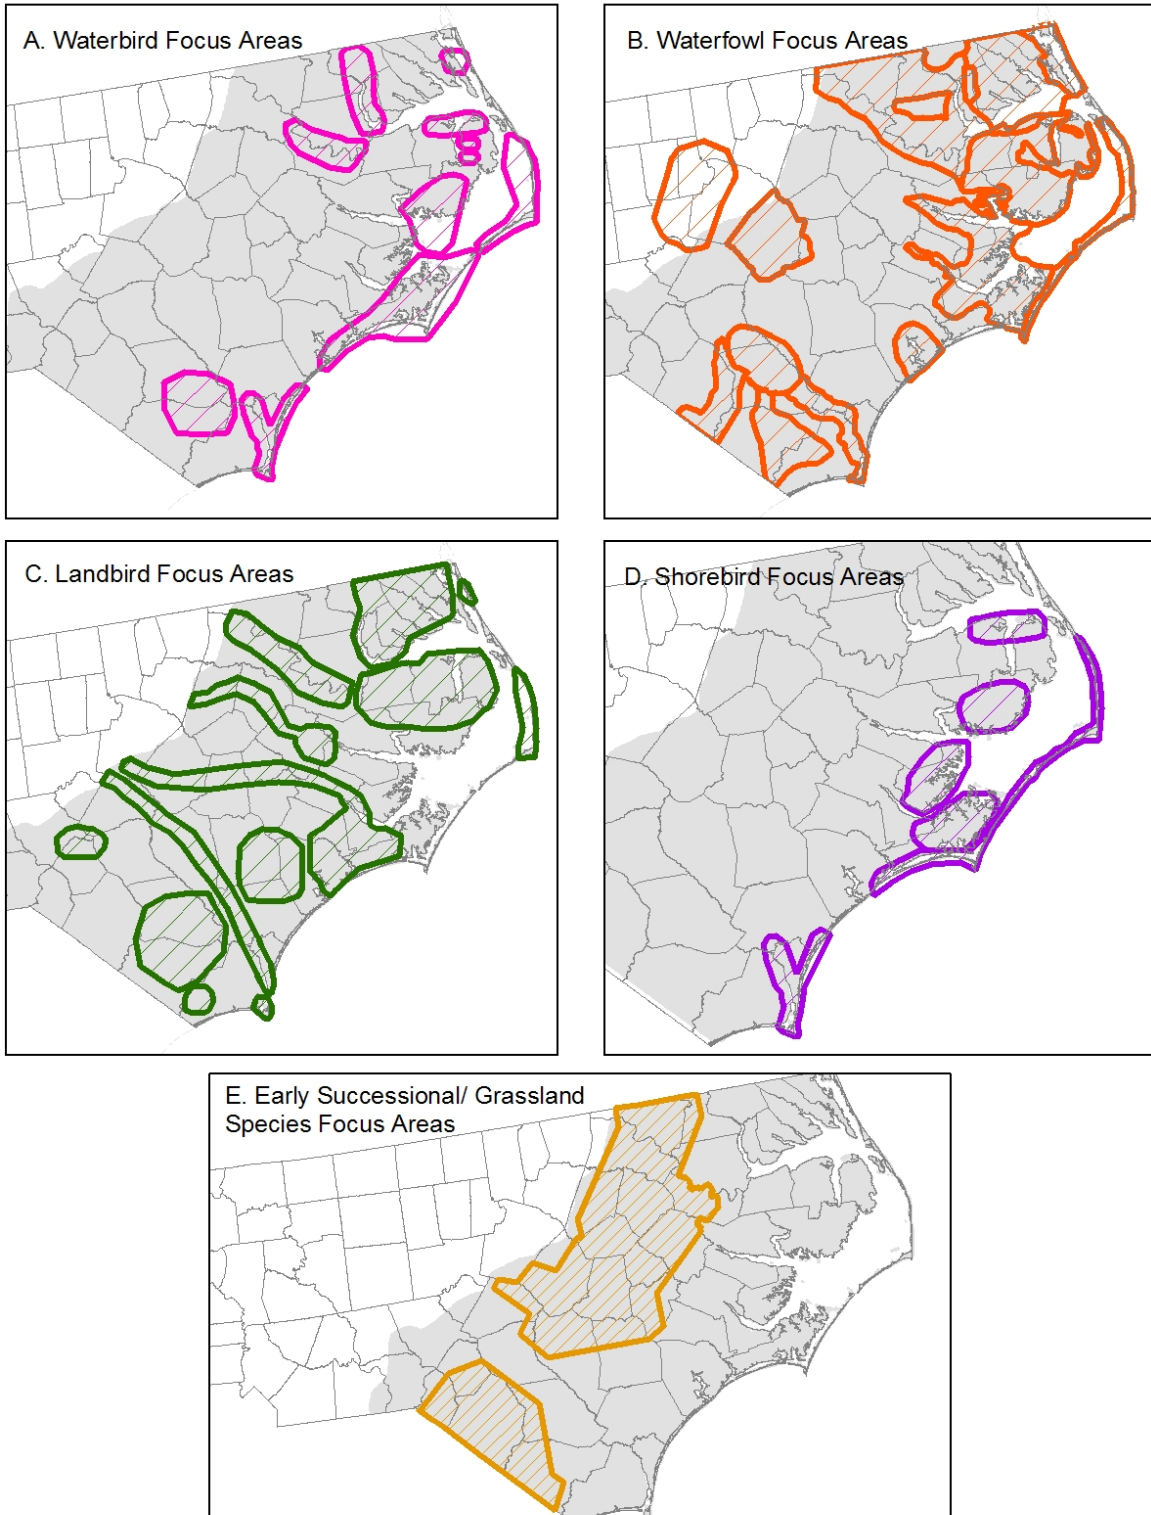 A. Waterbird Focus Areas
B. Waterfowl Focus Areas
C. Landbird Focus Areas
D. Shorebird Focus Areas
E. Early Successional/ Grassland
Species Focus Areas